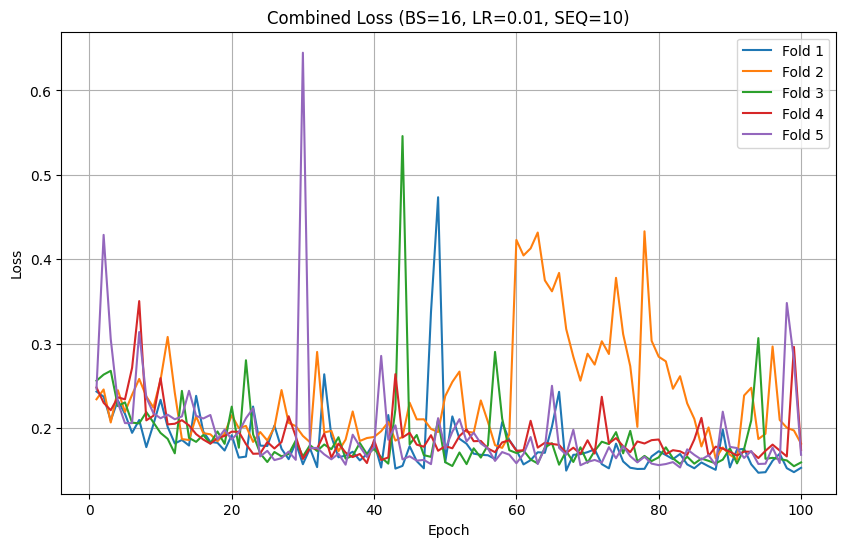 Combined Loss (BS=16, LR=0.01, SEQ=10)
Fold 1
Fold 2
Fold 3
Fold 4
Fold 5
0.6
0.5
0.4
0.3
0.2
Loss
0 20 40 60 80 100
Epoch